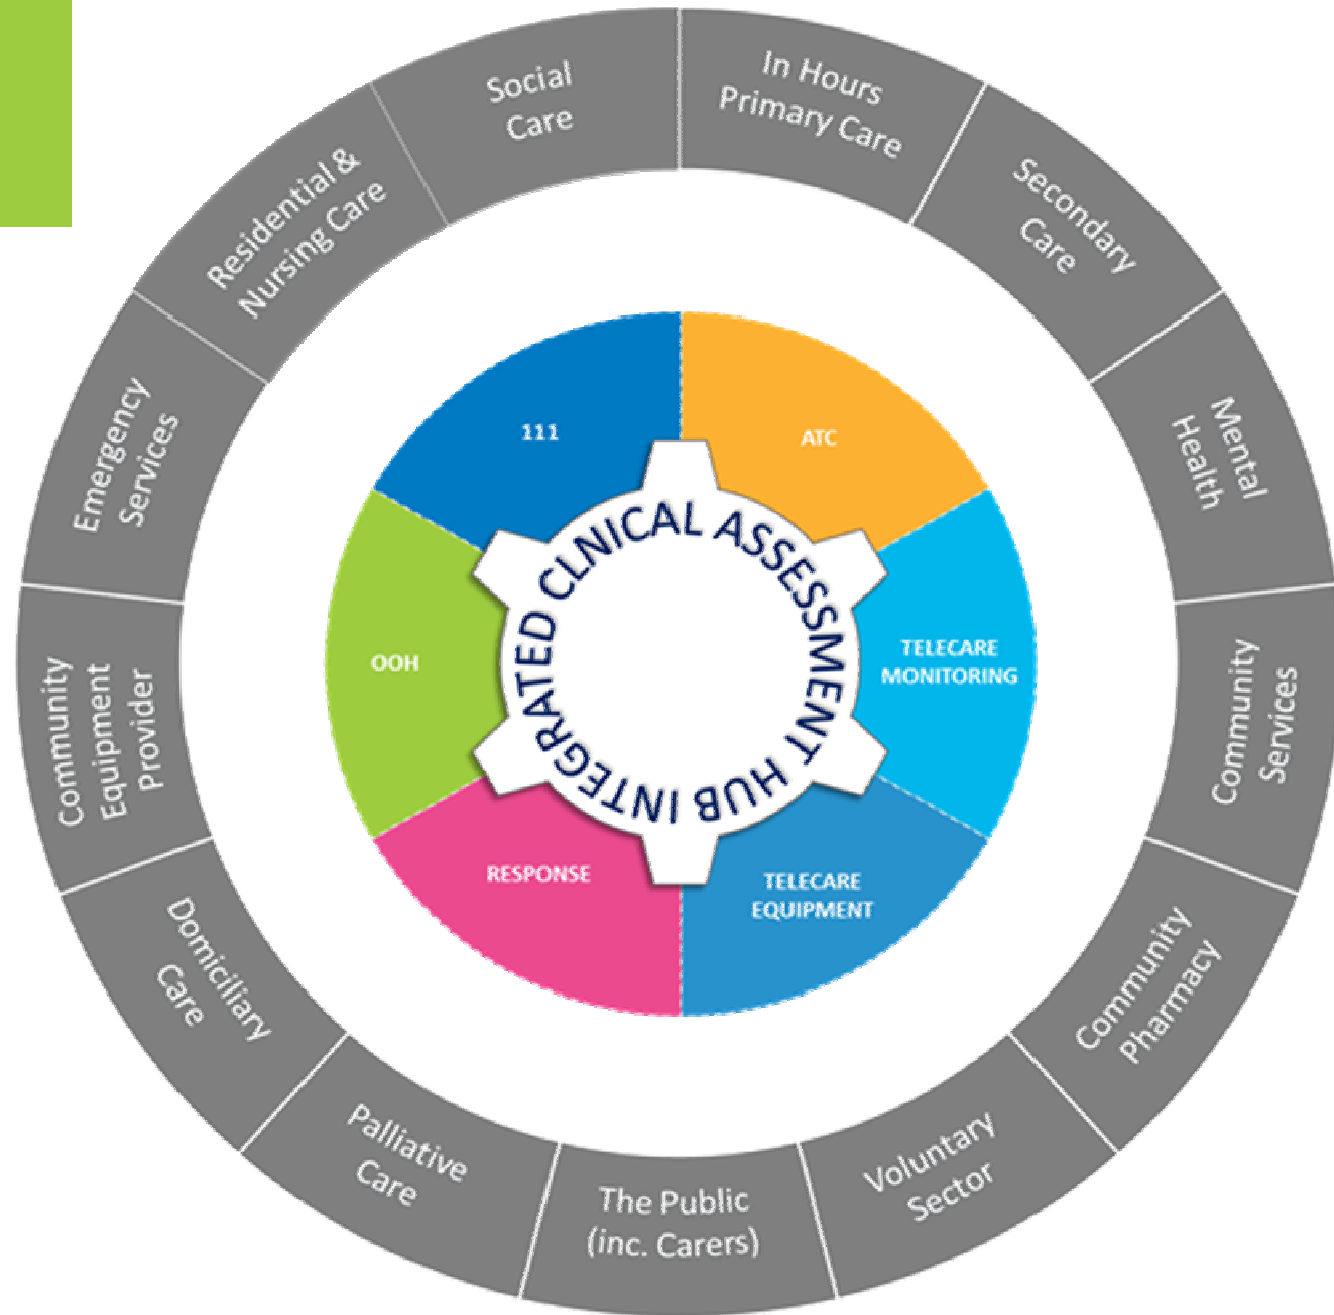 Social
Care
In Hours
Primary Care
Secondary
Care
Mental
Health
Community
Services
Community
Pharmacy
Voluntary
Sector
The Public
(inc. Carers)
Palliative
Care
Domiciliary
Care
Community
Equipment
Provider
Emergency
Services
Residential &
Nursing Care
111
ATC
TELECARE
MONITORING
TELECARE
EQUIPMENT
RESPONSE
OOH
INTEGRATED CLNICAL ASSESSMENT HUB